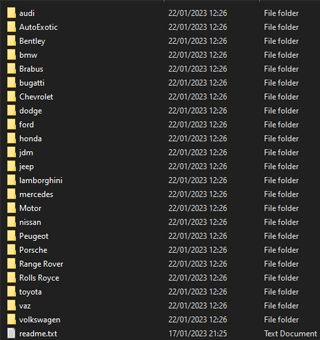 audi 22/01/2023 12:26 File folder
AutoExotic 22/01/2023 12:26 File folder
Bentley 22/01/2023 12:26 File folder
bmw 22/01/2023 12:26 File folder
Brabus 22/01/2023 12:26 File folder
bugatti 22/01/2023 12:26 File folder
Chevrolet 22/01/2023 12:26 File folder
dodge 22/01/2023 12:26 File folder
ford 22/01/2023 12:26 File folder
honda 22/01/2023 12:26 File folder
jdm 22/01/2023 12:26 File folder
jeep 22/01/2023 12:26 File folder
lamborghini 22/01/2023 12:26 File folder
mercedes 22/01/2023 12:26 File folder
Motor 22/01/2023 12:26 File folder
nissan 22/01/2023 12:26 File folder
Peugeot 22/01/2023 12:26 File folder
Porsche 22/01/2023 12:26 File folder
Range Rover 22/01/2023 12:26 File folder
Rolls Royce 22/01/2023 12:26 File folder
toyota 22/01/2023 12:26 File folder
vaz 22/01/2023 12:26 File folder
volkswagen 22/01/2023 12:26 File folder
readme.txt 17/01/2023 21:25 Text Document